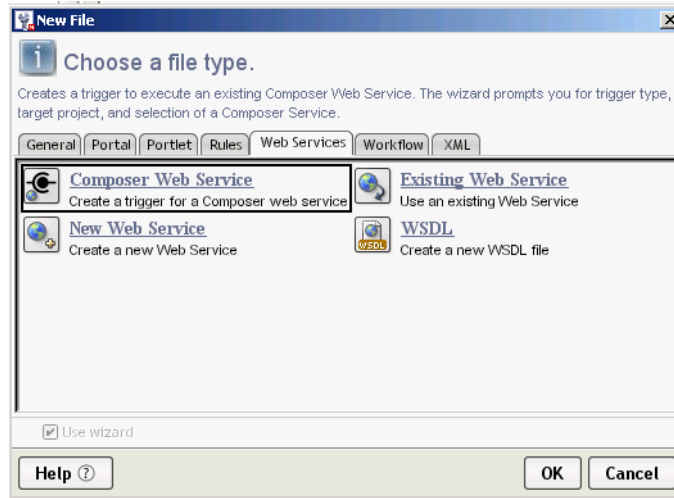 New File
Choose a file type.
Creates a trigger to execute an existing Composer Web Service. The wizard prompts you for trigger type,
target project, and selection of a Composer Service.
General Portal Portlet Rules Web Services Workflow XML
Composer Web Service
Create a trigger for a Composer web service
Existing Web Service
Use an existing Web Service
New Web Service
Create a new Web Service
WSDL
WSDL
Create a new WSDL file
Use wizard
Help ?
OK
Cancel